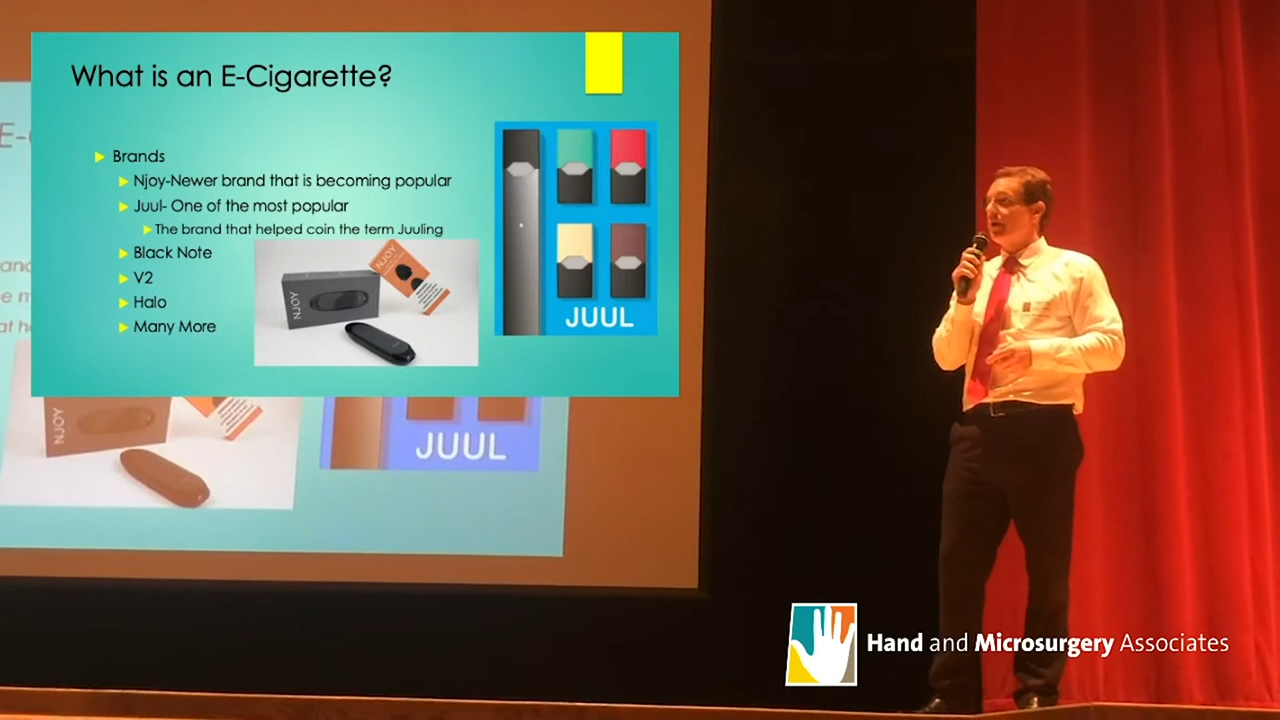 What is an E-Cigarette?
Brands
Njoy-Newer brand that is becoming popular
Juul- One of the most popular
The brand that helped coin the term Juuling
Black Note
V2
Halo
Many More
NJOY
NJOY
JUUL
E-
NJOY
JUUL
Hand and Microsurgery Associates